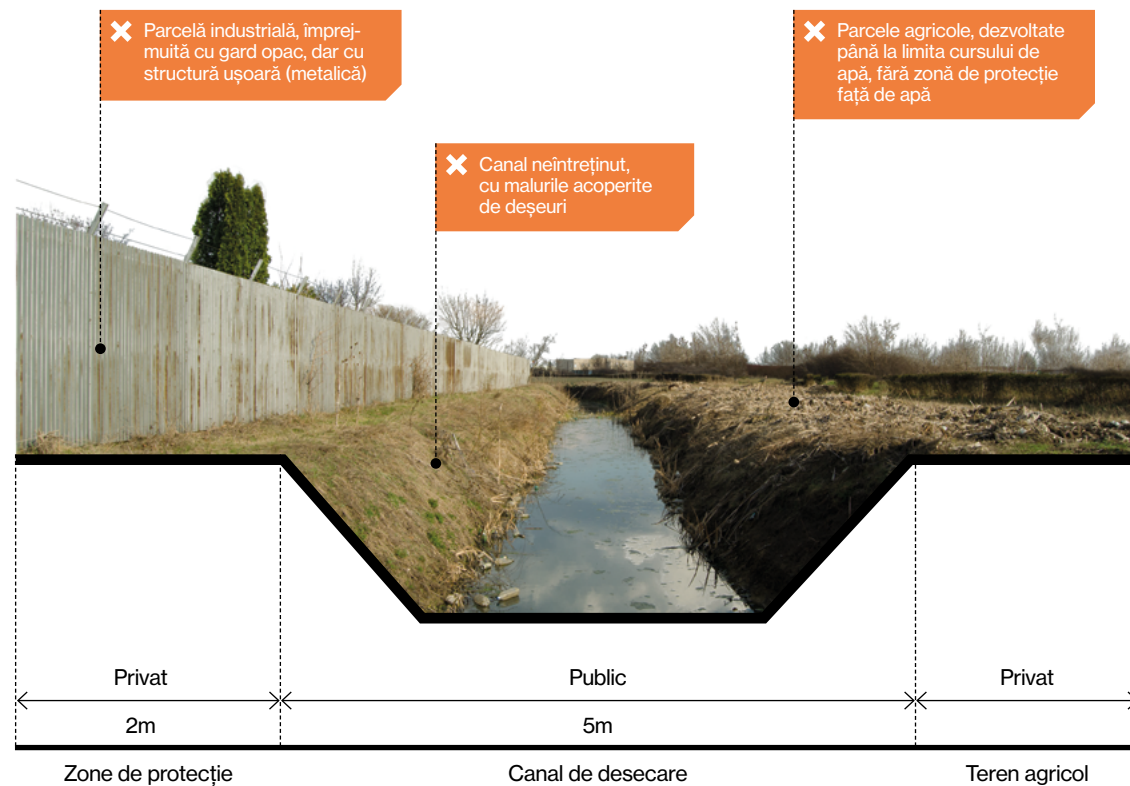 Parcelă industrială, împrej-
muită cu gard opac, dar cu
structură ușoară (metalică)
Parcele agricole, dezvoltate
până la limita cursului de
apă, fără zonă de protecție
față de apă
Canal neîntreținut,
cu malurile acoperite
de deșeuri
Privat
Public
Privat
2m
5m
Zone de protecție
Canal de desecare
Teren agricol